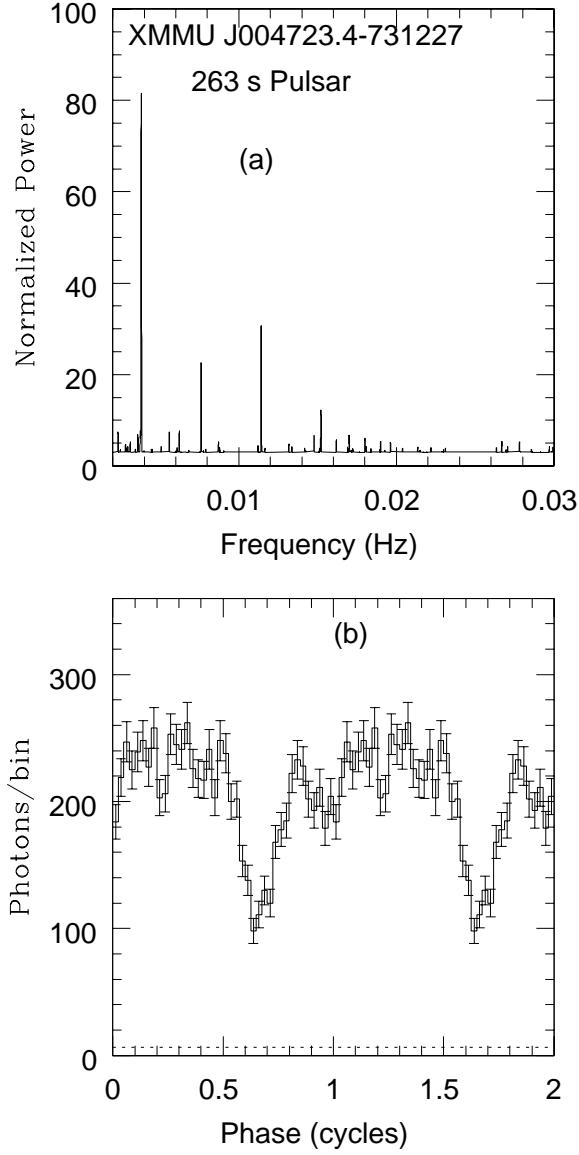 100
XMMU J004723.4-731227
263 s Pulsar
80
(a)
60
Normalized Power
40
20
0
0.01 0.02 0.03
Frequency (Hz)
(b)
300
Photons/bin
200
100
0
0 0.5 1 1.5 2
Phase (cycles)